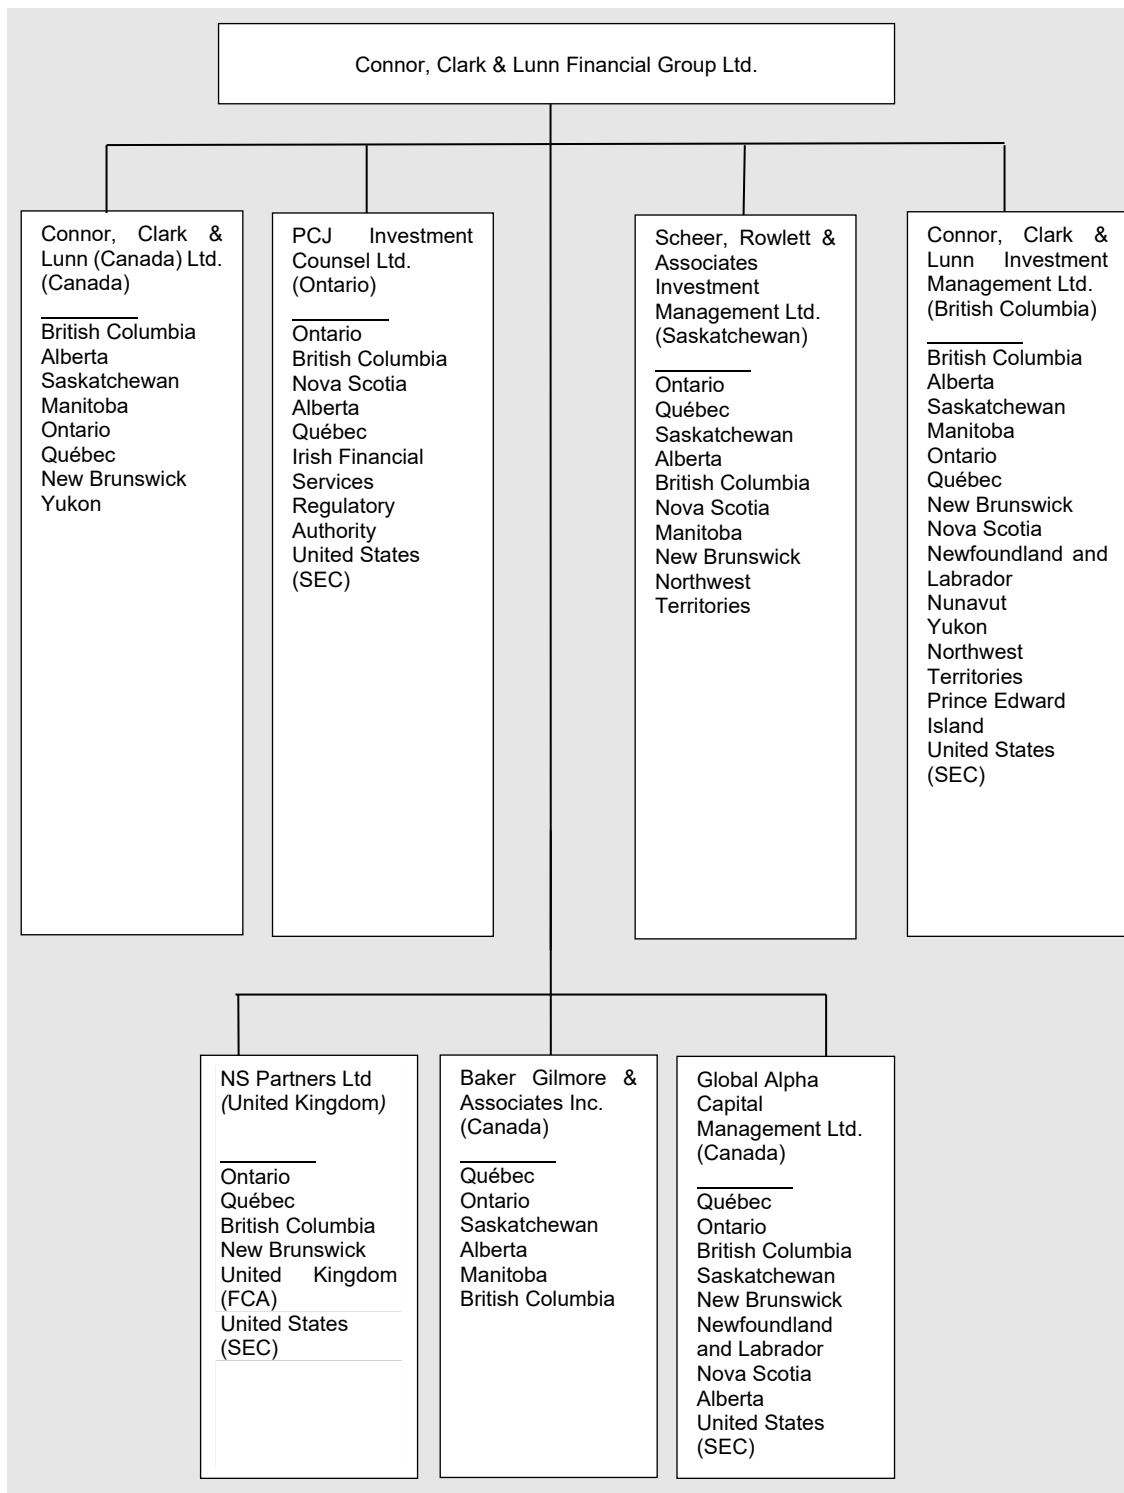 Connor, Clark & Lunn Financial Group Ltd.
Connor, Clark &
Lunn (Canada) Ltd.
(Canada)
British Columbia
Alberta
Saskatchewan
Manitoba
Ontario
Québec
New Brunswick
Yukon
PCJ Investment
Counsel Ltd.
(Ontario)
Ontario
British Columbia
Nova Scotia
Alberta
Québec
Irish Financial
Services
Regulatory
Authority
United States
(SEC)
Scheer, Rowlett &
Associates
Investment
Management Ltd.
(Saskatchewan)
Ontario
Québec
Saskatchewan
Alberta
British Columbia
Nova Scotia
Manitoba
New Brunswick
Northwest
Territories
Connor, Clark &
Lunn Investment
Management Ltd.
(British Columbia)
British Columbia
Alberta
Saskatchewan
Manitoba
Ontario
Québec
New Brunswick
Nova Scotia
Newfoundland and
Labrador
Nunavut
Yukon
Northwest
Territories
Prince Edward
Island
United States
(SEC)
NS Partners Ltd
(United Kingdom)
Ontario
Québec
British Columbia
New Brunswick
United Kingdom
(FCA)
United States
(SEC)
Baker Gilmore &
Associates Inc.
(Canada)
Québec
Ontario
Saskatchewan
Alberta
Manitoba
British Columbia
Global Alpha
Capital
Management Ltd.
(Canada)
Québec
Ontario
British Columbia
Saskatchewan
New Brunswick
Newfoundland
and Labrador
Nova Scotia
Alberta
United States
(SEC)